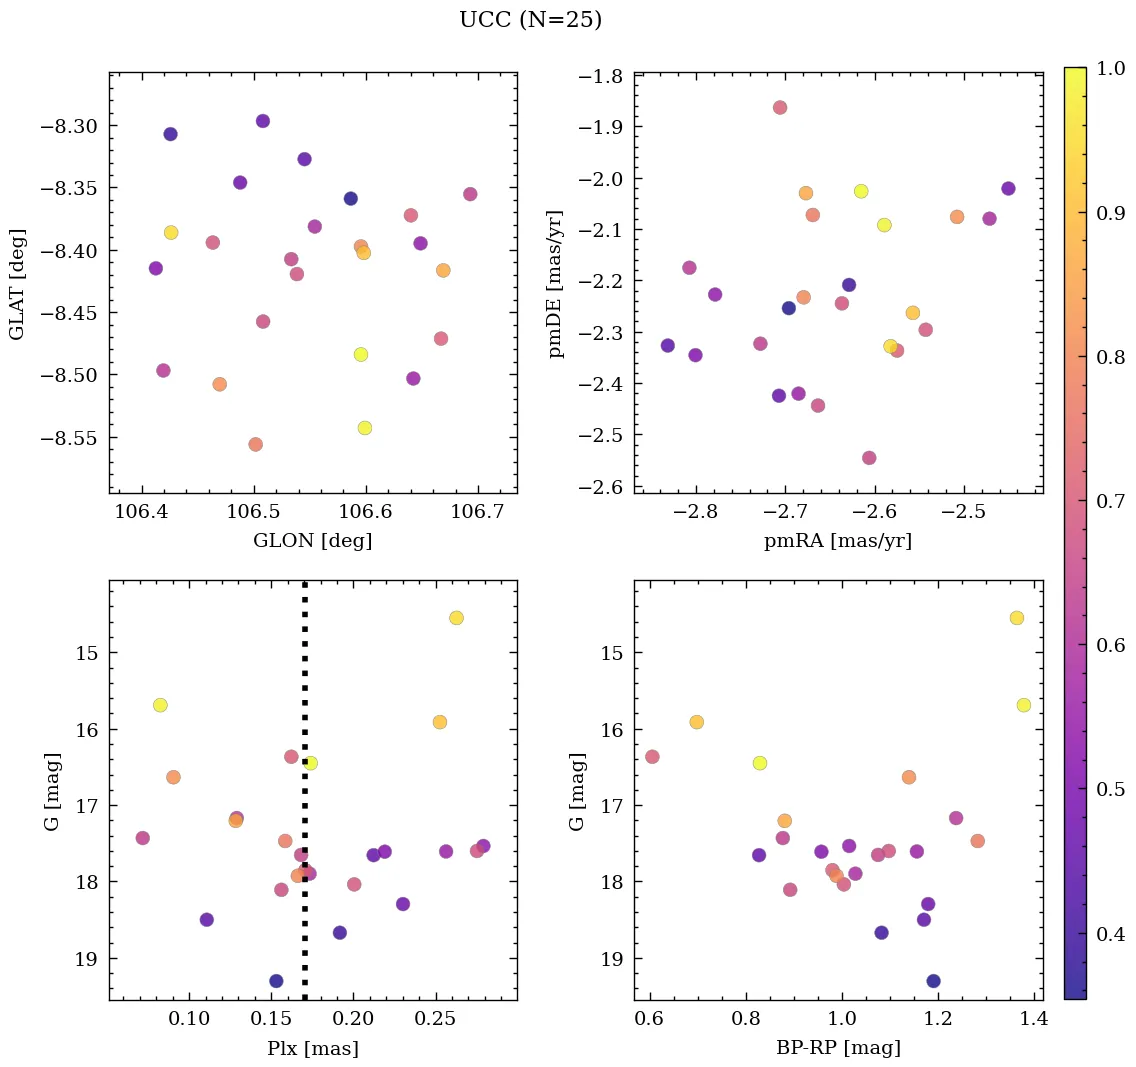 UCC (N=25)
−8.30
−8.35
−8.40
−8.45
−8.50
−8.55
GLAT [deg]
106.4 106.5 106.6 106.7
GLON [deg]
−1.8
−1.9
−2.0
−2.1
−2.2
−2.3
−2.4
−2.5
−2.6
pmDE [mas/yr]
−2.8 −2.7 −2.6 −2.5
pmRA [mas/yr]
15
16
17
18
19
G [mag]
0.10 0.15 0.20 0.25
Plx [mas]
15
16
17
18
19
G [mag]
0.6 0.8 1.0 1.2 1.4
BP-RP [mag]
1.0
0.9
0.8
0.7
0.6
0.5
0.4